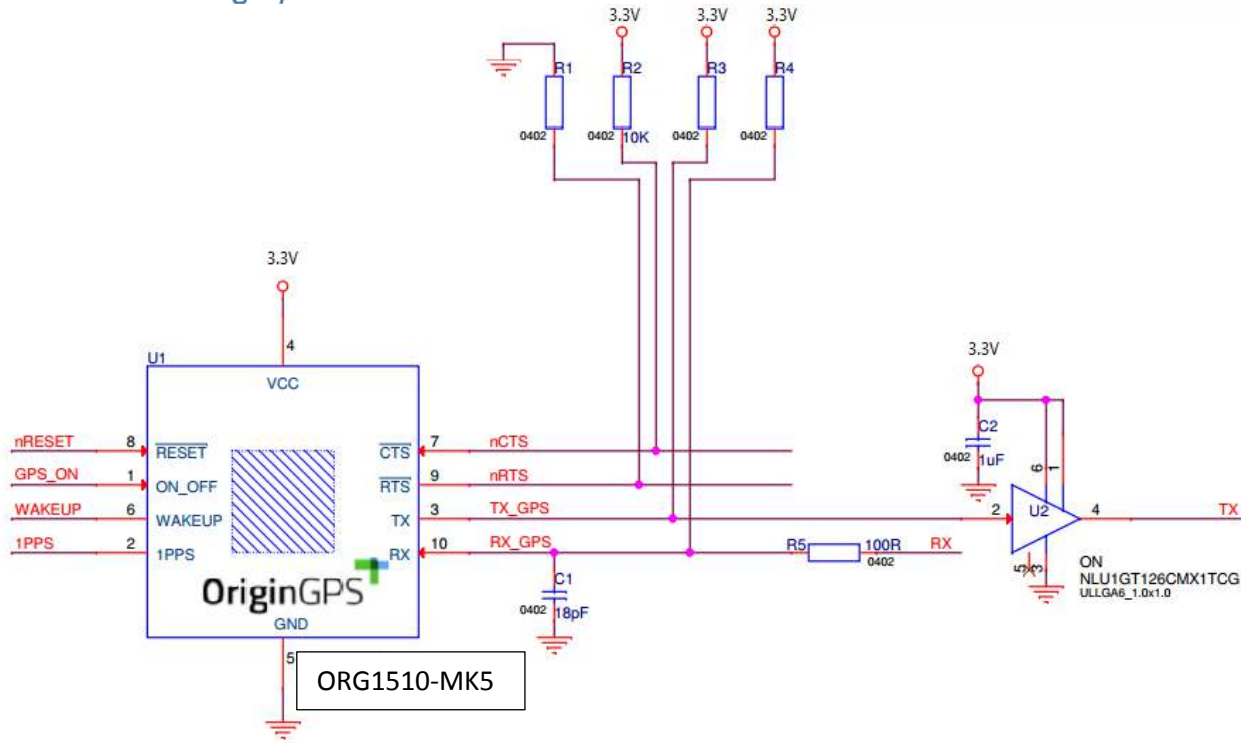 3.3V
3.3V
3.3V
R1
R2
R3
R4
0402
0402
10K
0402
0402
3.3V
4
U1
VCC
3.3V
nRESET
8
RESET
CTS
7
nCTS
C2
0402
1uF
GPS_ON
1
ON_OFF
RTS
9
nRTS
6
1
WAKEUP
6
WAKEUP
TX
3
TX_GPS
2
U2
4
TX
1PPS
2
1PPS
RX
10
RX_GPS
R5
100R
RX
0402
5
3
ON
NLU1GT126CMX1TCG
ULLGA6_1.0x1.0
OriginGPS
C1
0402
18pF
GND
5
ORG1510-MK5